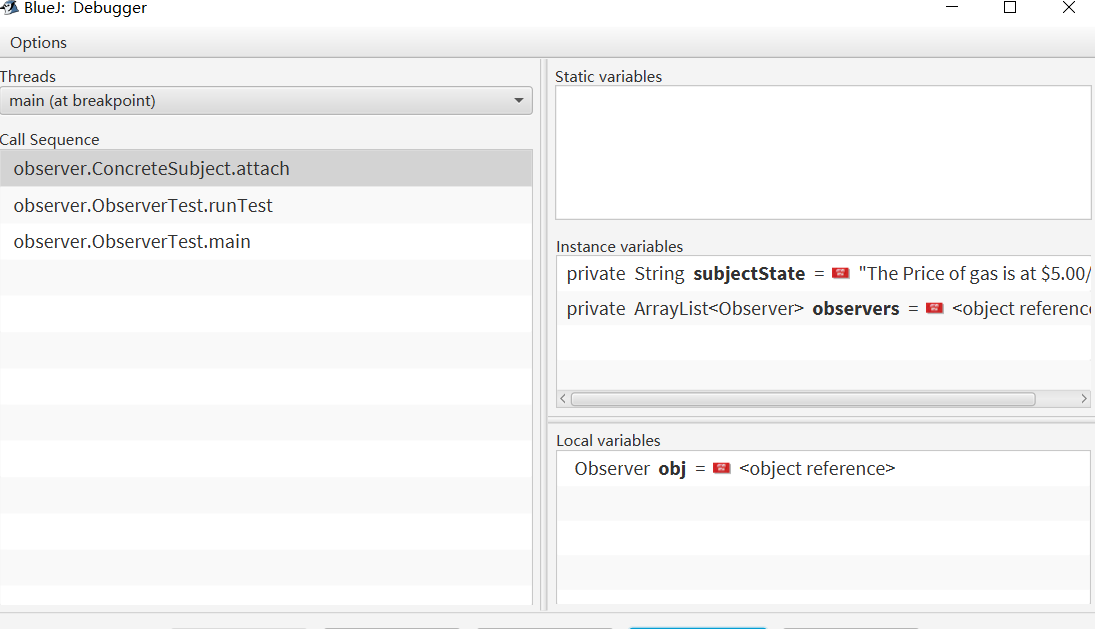 BlueJ: Debugger
Options
Threads
main (at breakpoint)
Call Sequence
observer.ConcreteSubject.attach
observer.ObserverTest.runTest
observer.ObserverTest.main
Static variables
Instance variables
private String subjectState = "The Price of gas is at $5.00/
private ArrayList<Observer> observers = <object referenc
Local variables
Observer obj = <object reference>